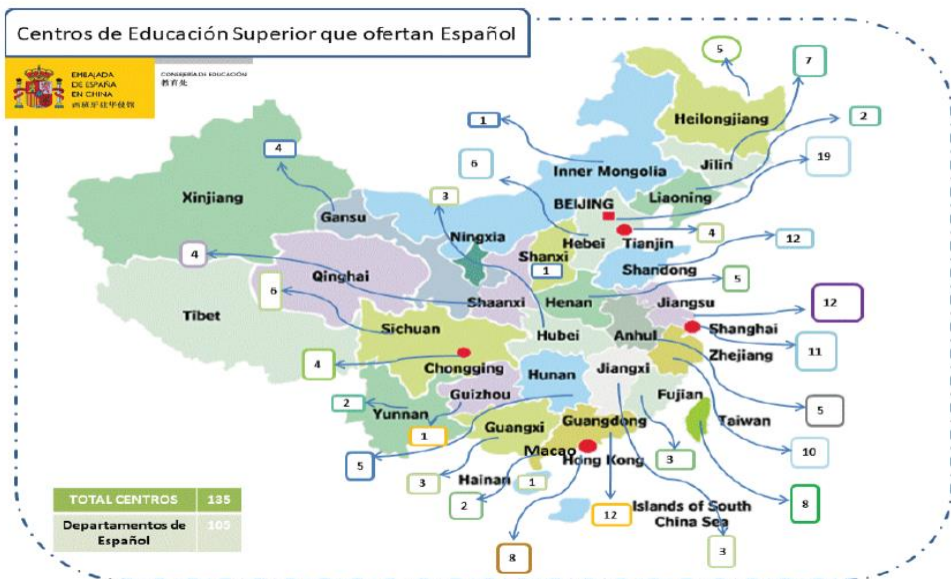 Centros de Educación Superior que ofertan Español
EMBAJADA
DE ESPAÑA
EN CHINA
西班牙驻华使馆
CONSEJERÍA DE EDUCACIÓN
教育处
5
7
Heilongjiang
1
2
4
6
19
Jilin
Inner Mongolia
Xinjiang
3
BEIJING
Liaoning
Gansu
Ningxia
Hebei
Tianjin
4
12
4
Shanxi
Shandong
Qinghai
1
5
6
Shaanxi
Henan
Jiangsu
12
Tibet
Sichuan
Hubei
Anhui
Shanghai
11
Zhejiang
4
Chongging
Hunan
Jiangxi
Guizhou
Fujian
2
Yunnan
Taiwan
5
1
Guangxi
Guangdong
10
5
Macao
Hong Kong
3
3
Hainan
1
2
12
Islands of South
China Sea
8
8
3
TOTAL CENTROS 135
Departamentos de
Español 105